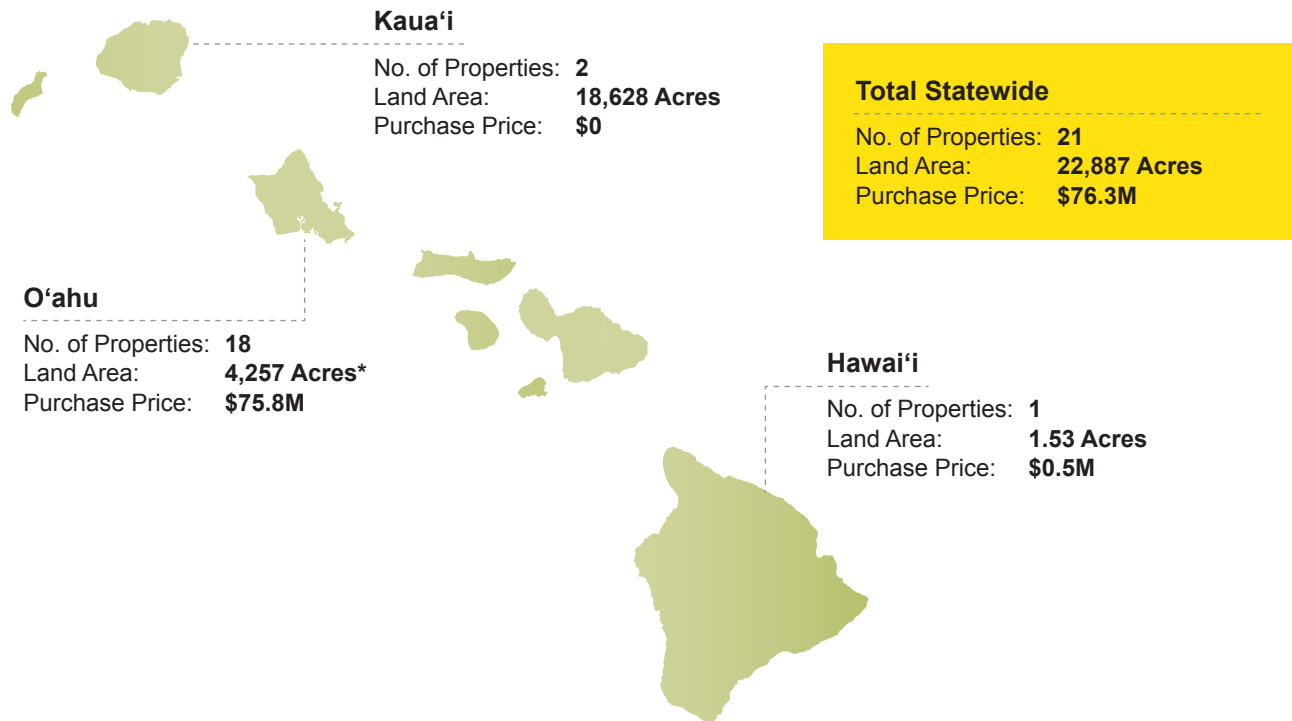 Kaua‘i
No. of Properties: 2
Land Area: 18,628 Acres
Purchase Price: $0
Total Statewide
No. of Properties: 21
Land Area: 22,887 Acres
Purchase Price: $76.3M
O‘ahu
No. of Properties: 18
Land Area: 4,257 Acres*
Purchase Price: $75.8M
Hawai‘i
No. of Properties: 1
Land Area: 1.53 Acres
Purchase Price: $0.5M